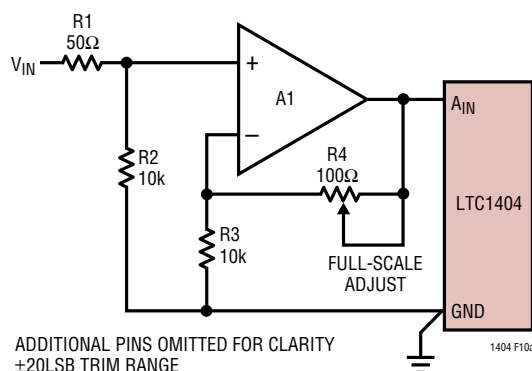 R1
50Ω
VIN
+
A1
–
AIN
R2
10k
R4
100Ω
LTC1404
R3
10k
FULL-SCALE
ADJUST
GND
ADDITIONAL PINS OMITTED FOR CLARITY
±20LSB TRIM RANGE
1404 F10a